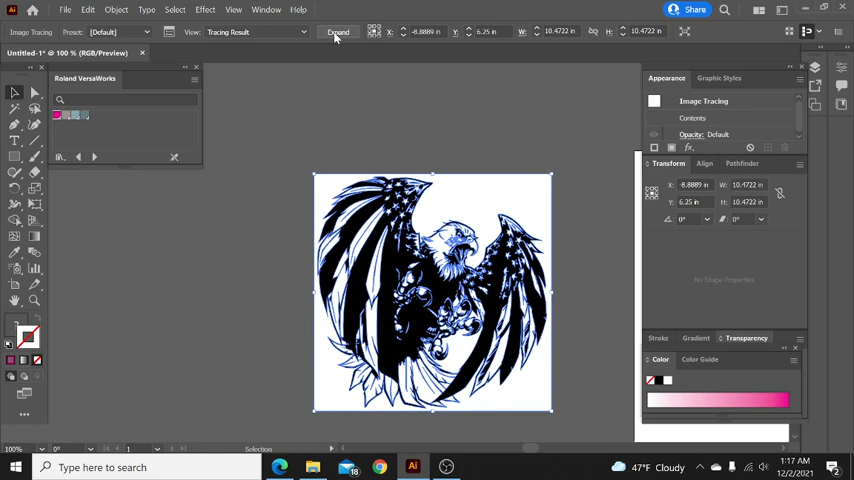 File Edit Object Type Select Effect View Window Help Share
Image Tracing Preset: [Default] View: Tracing Result Expand X: -8.8889 in Y: 6.25 in W: 10.4722 in H: 10.4722 in
Untitled-1* @ 100 % (RGB/Preview)
Roland VersaWorks
Appearance Graphic Styles
Image Tracing
Contents
Opacity: Default
fx
Transform Align Pathfinder
X: -8.8889 in W: 10.4722 in
Y: 6.25 in H: 10.4722 in
0° 0°
No Shape Properties
Stroke Gradient Transparency
Color Color Guide
100% 0° 1 Selection
Type here to search
Ai
18
47°F Cloudy
1:17 AM
12/2/2021
2